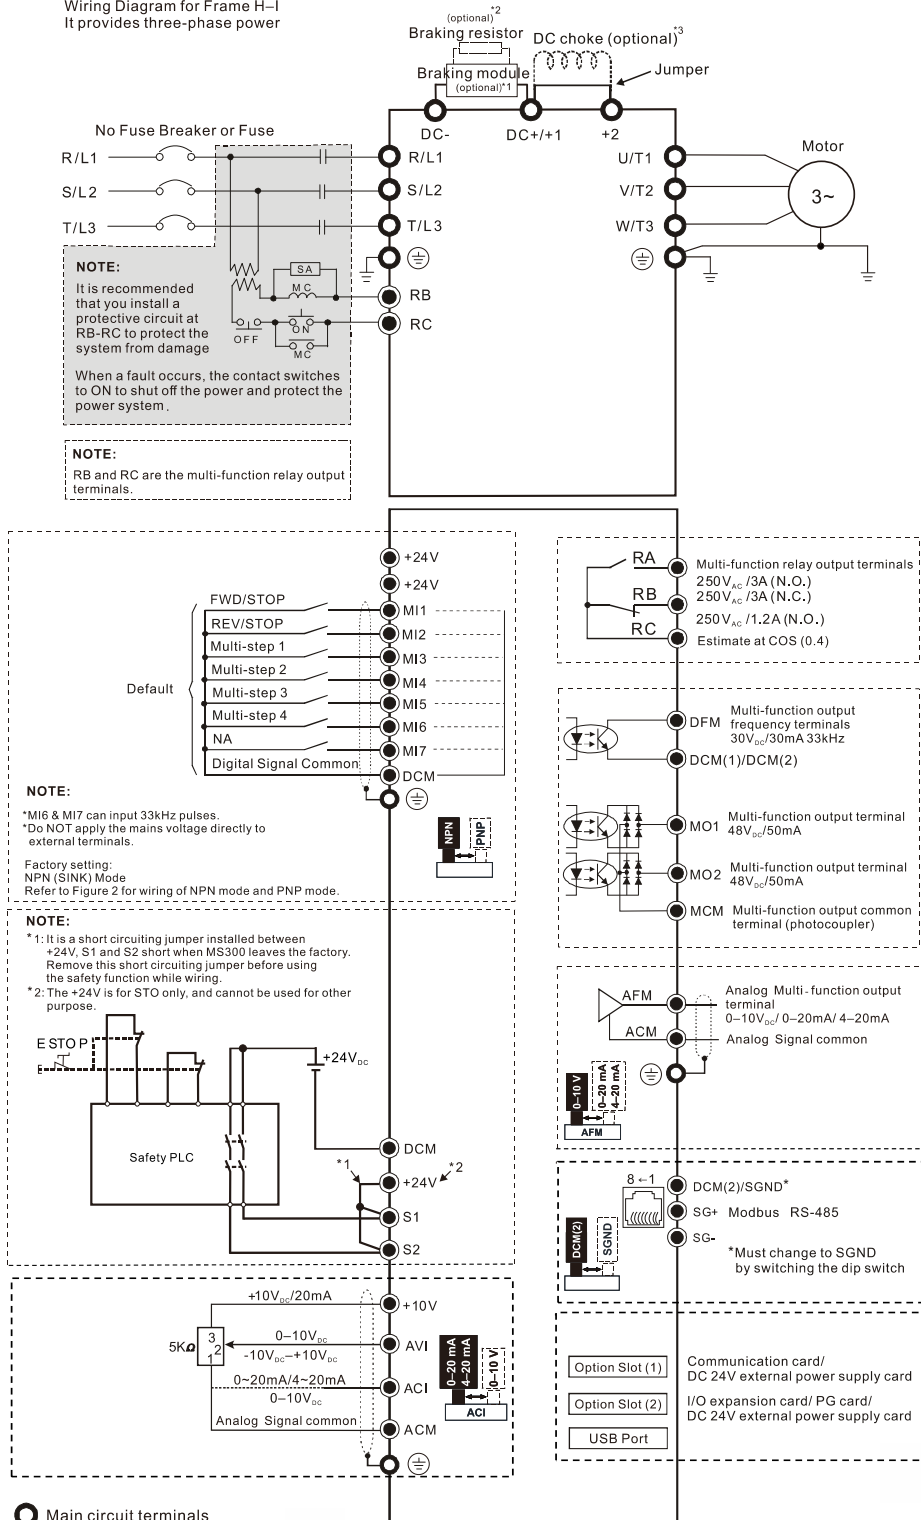 Wiring Diagram for Frame H–I
It provides three-phase power
(optional)*2
Braking resistor
DC choke (optional)*3
Braking module
(optional)*1
Jumper
DC-
DC+/+1
+2
No Fuse Breaker or Fuse
R/L1
S/L2
T/L3
R/L1
S/L2
T/L3
U/T1
V/T2
W/T3
Motor
3~
NOTE:
It is recommended
that you install a
protective circuit at
RB-RC to protect the
system from damage
When a fault occurs, the contact switches
to ON to shut off the power and protect the
power system.
SA
MC
OFF
ON
MC
RB
RC
NOTE:
RB and RC are the multi-function relay output
terminals.
+24V
+24V
FWD/STOP
MI1
REV/STOP
MI2
Multi-step 1
MI3
Multi-step 2
MI4
Default
Multi-step 3
MI5
Multi-step 4
MI6
NA
MI7
Digital Signal Common
DCM
NOTE:
*MI6 & MI7 can input 33kHz pulses.
*Do NOT apply the mains voltage directly to
external terminals.
Factory setting:
NPN (SINK) Mode
Refer to Figure 2 for wiring of NPN mode and PNP mode.
NPN
PNP
RA
RB
RC
Multi-function relay output terminals
250VAC /3A (N.O.)
250VAC /3A (N.C.)
250VAC /1.2A (N.O.)
Estimate at COS (0.4)
DFM
Multi-function output
frequency terminals
30VDC/30mA 33kHz
DCM(1)/DCM(2)
MO1
Multi-function output terminal
48VDC/50mA
MO2
Multi-function output terminal
48VDC/50mA
MCM
Multi-function output common
terminal (photocoupler)
NOTE:
*1: It is a short circuiting jumper installed between
+24V, S1 and S2 short when MS300 leaves the factory.
Remove this short circuiting jumper before using
the safety function while wiring.
*2: The +24V is for STO only, and cannot be used for other
purpose.
E STOP
+24VDC
Safety PLC
DCM
*1
+24V
*2
S1
S2
AFM
ACM
Analog Multi-function output
terminal
0–10VDC/ 0–20mA/ 4–20mA
Analog Signal common
0–10 V
0–20 mA
4–20 mA
AFM
8←1
DCM(2)/SGND*
SG+
Modbus RS-485
SG-
*Must change to SGND
by switching the dip switch
DCM(2)
SGND
+10VDC/20mA
+10V
5KΩ
3
2
1
0–10VDC
-10VDC–+10VDC
AVI
0~20mA/4~20mA
0–10VDC
ACI
Analog Signal common
ACM
0–20 mA
4–20 mA
0–10 V
ACI
Option Slot (1)
Communication card/
DC 24V external power supply card
Option Slot (2)
I/O expansion card/ PG card/
DC 24V external power supply card
USB Port
Main circuit terminals